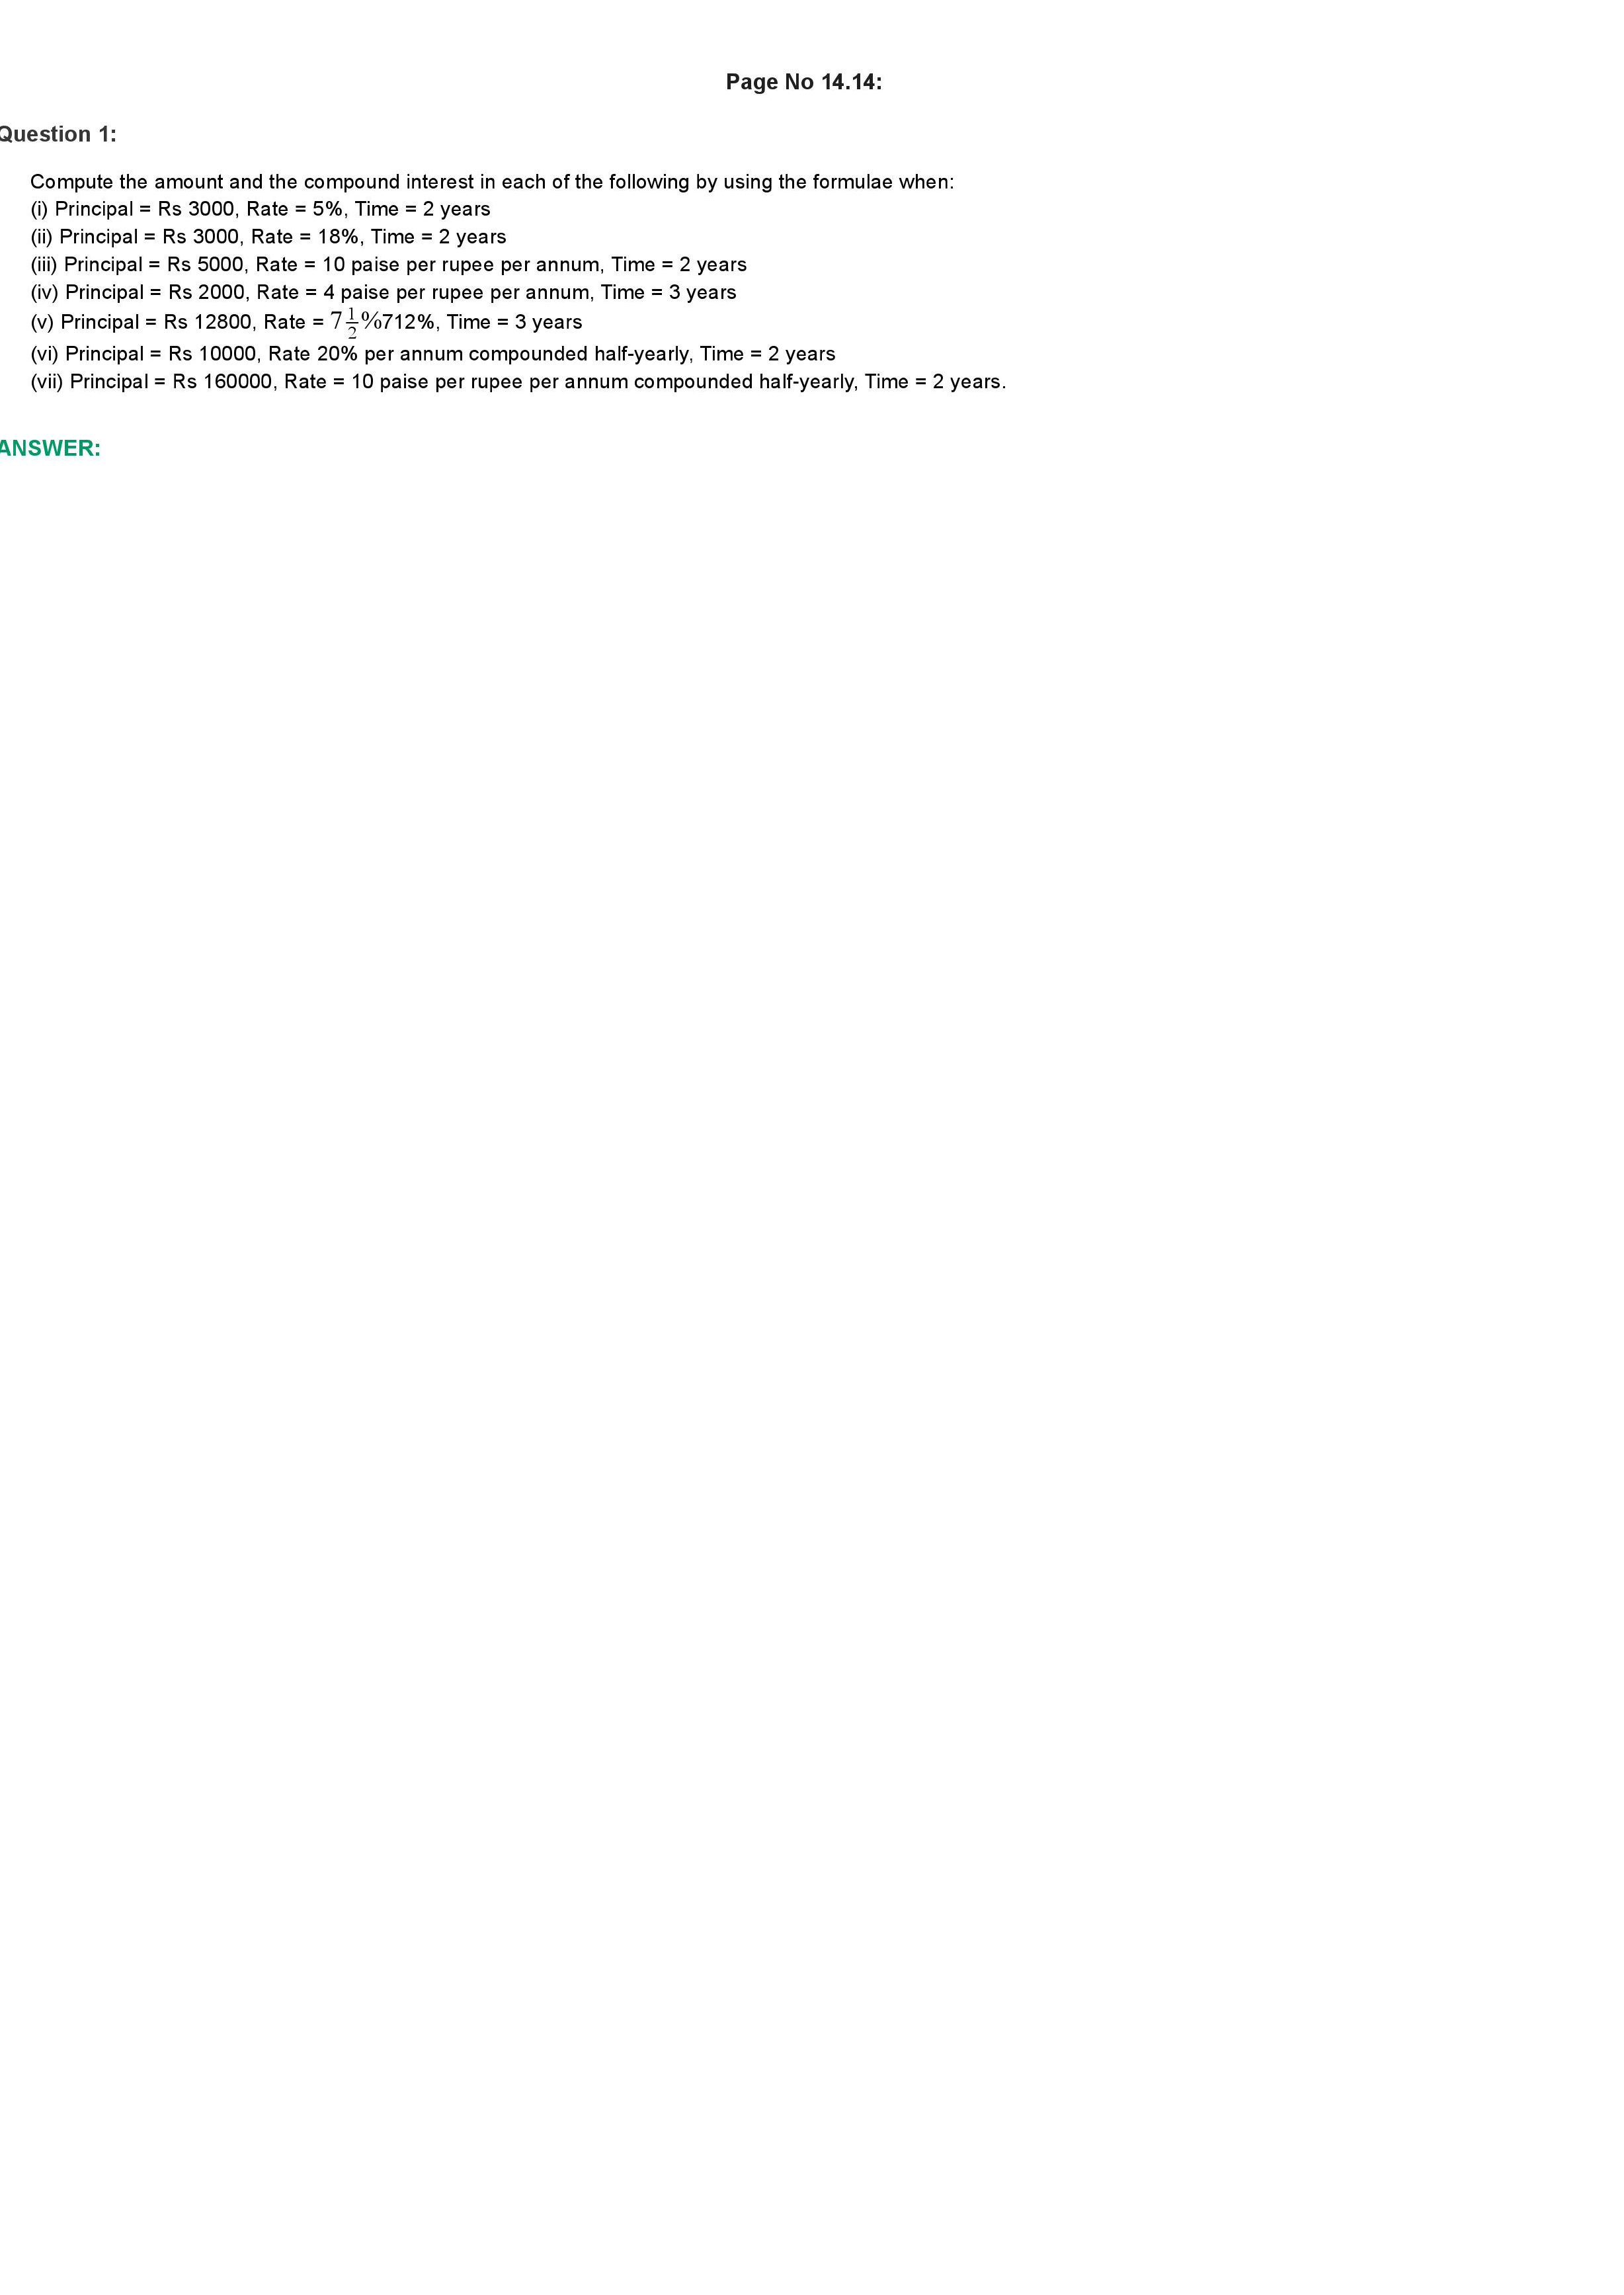 Page No 14.14:
Question 1:
Compute the amount and the compound interest in each of the following by using the formulae when:
(i) Principal = Rs 3000, Rate = 5%, Time = 2 years
(ii) Principal = Rs 3000, Rate = 18%, Time = 2 years
(iii) Principal = Rs 5000, Rate = 10 paise per rupee per annum, Time = 2 years
(iv) Principal = Rs 2000, Rate = 4 paise per rupee per annum, Time = 3 years
(v) Principal = Rs 12800, Rate = 7 1/2 %712%, Time = 3 years
(vi) Principal = Rs 10000, Rate 20% per annum compounded half-yearly, Time = 2 years
(vii) Principal = Rs 160000, Rate = 10 paise per rupee per annum compounded half-yearly, Time = 2 years.
ANSWER: